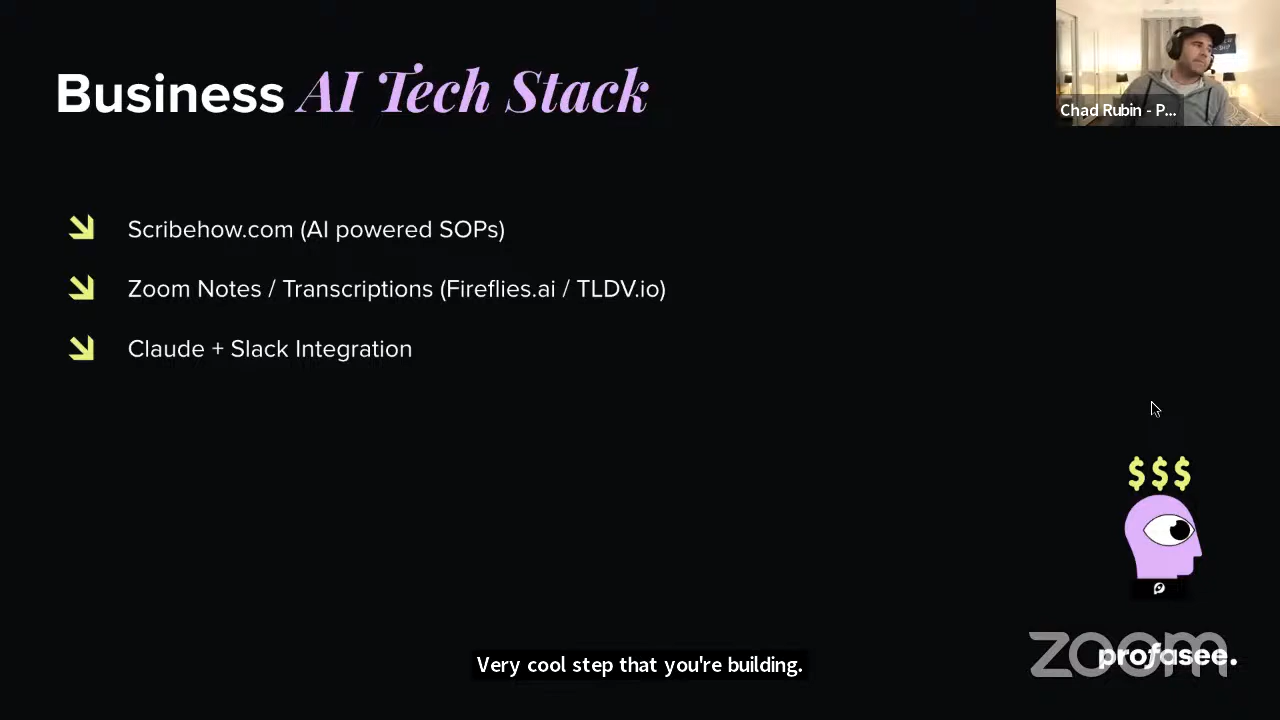 Business AI Tech Stack
Chad Rubin - P...
Scribehow.com (AI powered SOPs)
Zoom Notes / Transcriptions (Fireflies.ai / TLDV.io)
Claude + Slack Integration
$$$
zoom
profasee.
Very cool step that you're building.